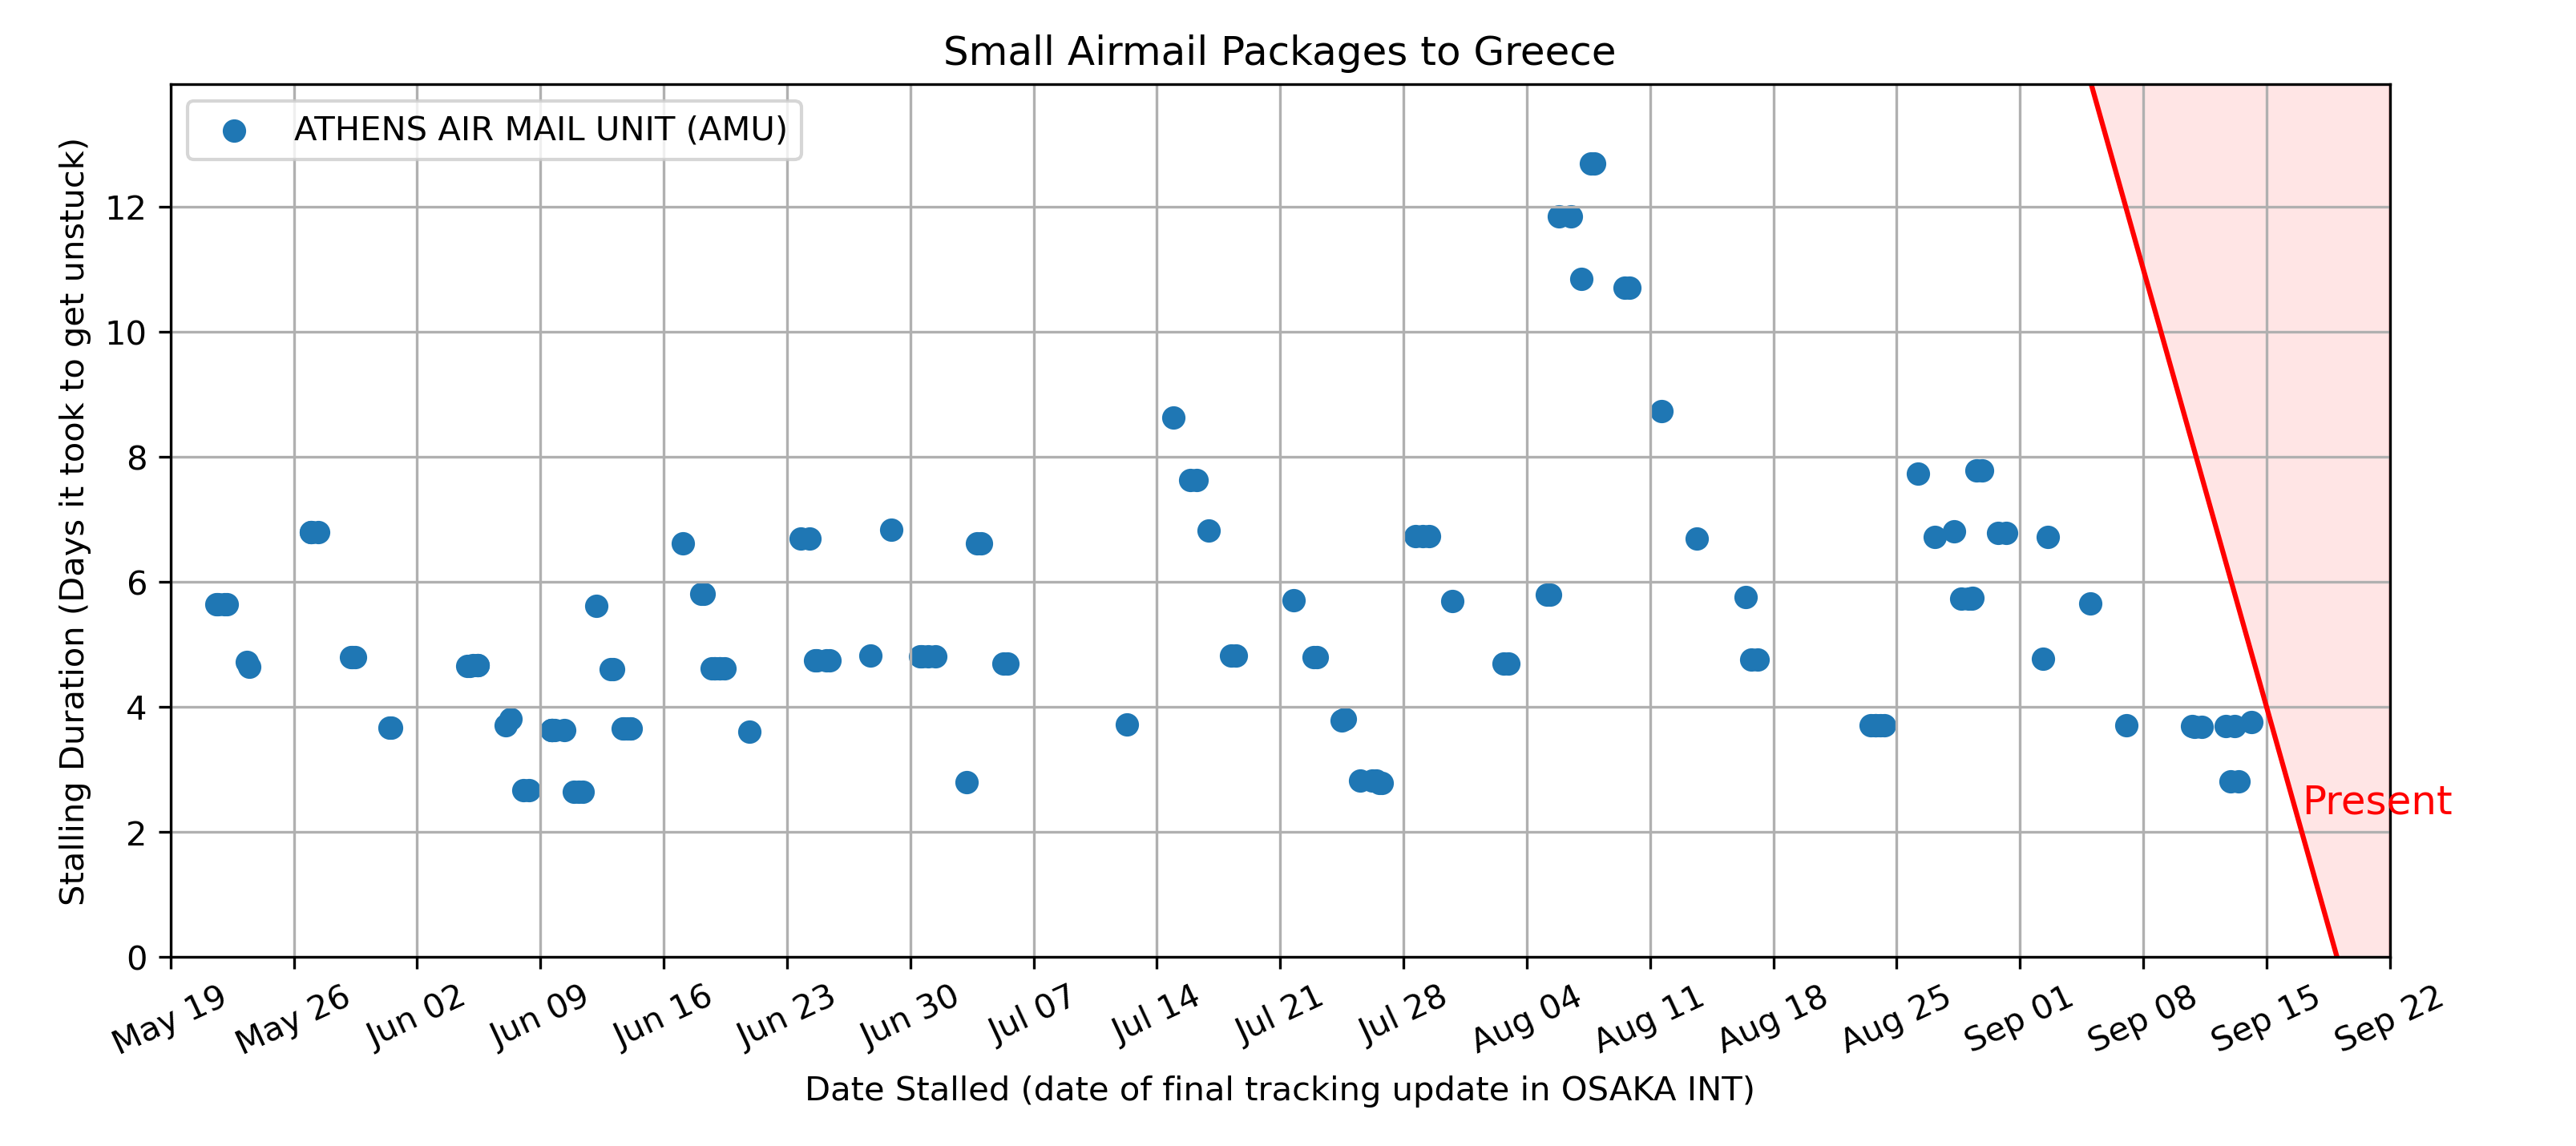 Small Airmail Packages to Greece
ATHENS AIR MAIL UNIT (AMU)
Stalling Duration (Days it took to get unstuck)
12
10
8
6
4
2
0
Present
May 19 May 26 Jun 02 Jun 09 Jun 16 Jun 23 Jun 30 Jul 07 Jul 14 Jul 21 Jul 28 Aug 04 Aug 11 Aug 18 Aug 25 Sep 01 Sep 08 Sep 15 Sep 22
Date Stalled (date of final tracking update in OSAKA INT)